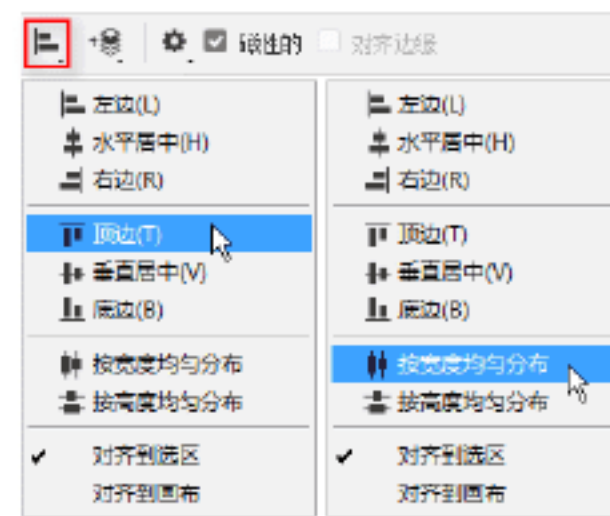 磁性的 对齐边缘
左边(L)
水平居中(H)
右边(R)
顶边(T)
垂直居中(V)
底边(B)
按宽度均匀分布
按高度均匀分布
对齐到选区
对齐到画布
左边(L)
水平居中(H)
右边(R)
顶边(T)
垂直居中(V)
底边(B)
按宽度均匀分布
按高度均匀分布
对齐到选区
对齐到画布